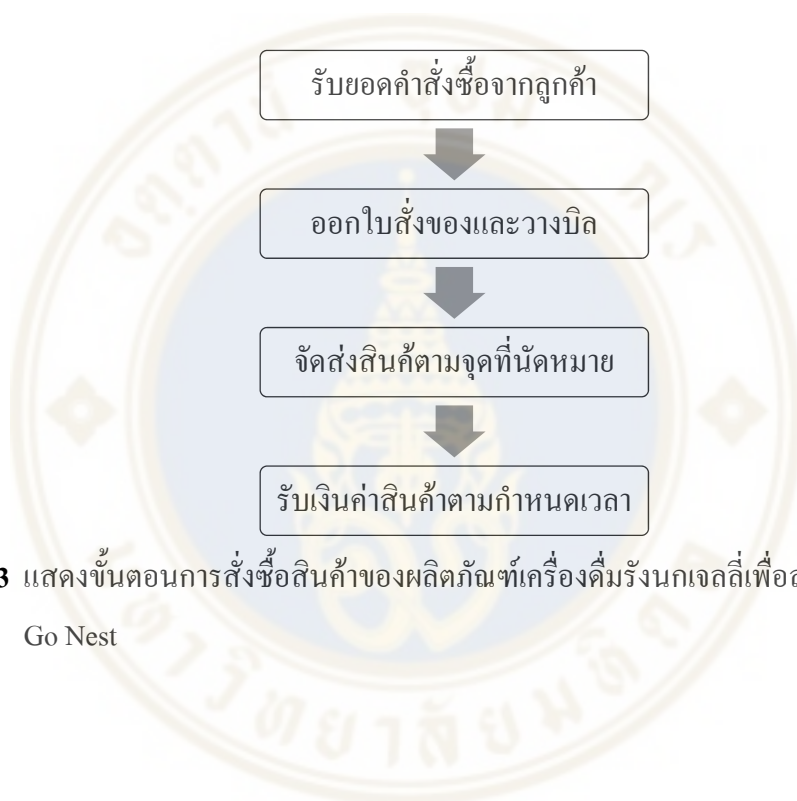 รับยอดคำสั่งซื้อจากลูกค้า
ออกใบสั่งของและวางบิล
จัดส่งสินค้ตามจุดที่นัดหมาย
รับเงินค่าสินค้าตามกำหนดเวลา
3 แสดงขั้นตอนการสั่งซื้อสินค้าของผลิตภัณฑ์เครื่องดื่มรังนกเจลลี่เพื่อ
Go Nest